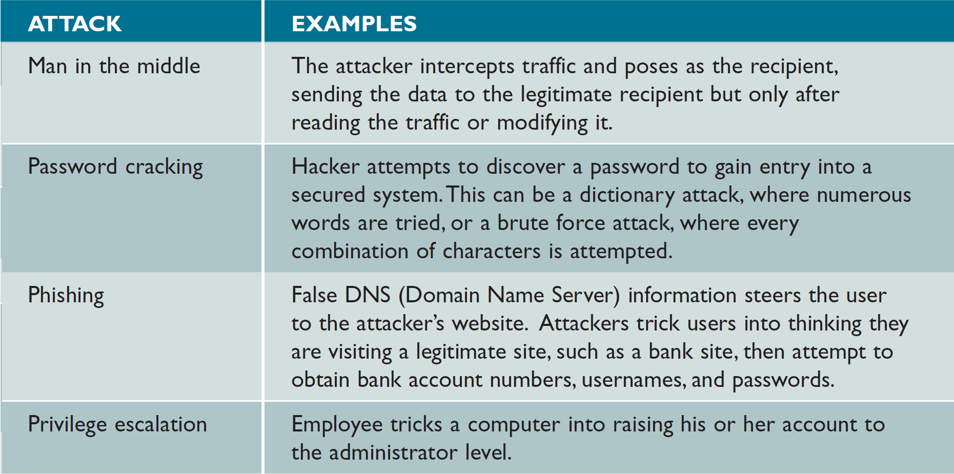 ATTACK EXAMPLES
Man in the middle The attacker intercepts traffic and poses as the recipient,
sending the data to the legitimate recipient but only after
reading the traffic or modifying it.
Password cracking Hacker attempts to discover a password to gain entry into a
secured system. This can be a dictionary attack, where numerous
words are tried, or a brute force attack, where every
combination of characters is attempted.
Phishing False DNS (Domain Name Server) information steers the user
to the attacker's website. Attackers trick users into thinking they
are visiting a legitimate site, such as a bank site, then attempt to
obtain bank account numbers, usernames, and passwords.
Privilege escalation Employee tricks a computer into raising his or her account to
the administrator level.